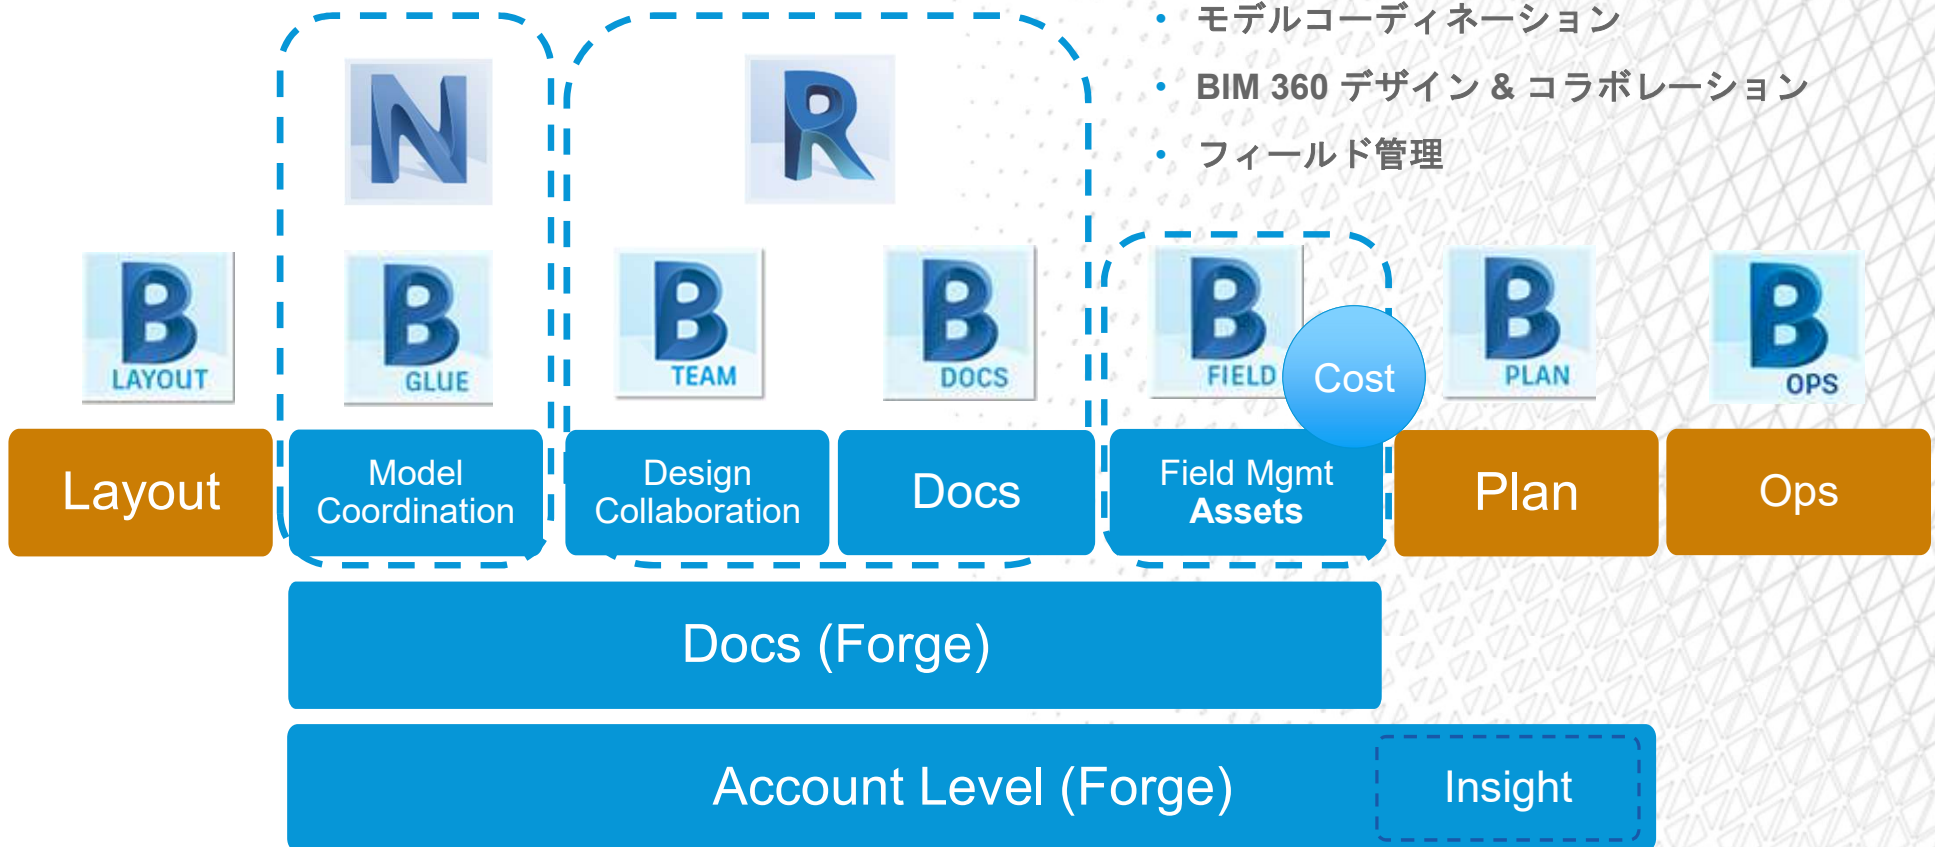 モデルコーディネーション
BIM 360 デザイン & コラボレーション
フィールド管理
N
R
B
LAYOUT
B
GLUE
B
TEAM
B
DOCS
B
FIELD
Cost
B
PLAN
B
OPS
Layout
Model
Coordination
Design
Collaboration
Docs
Field Mgmt
Assets
Plan
Ops
Docs (Forge)
Account Level (Forge)
Insight